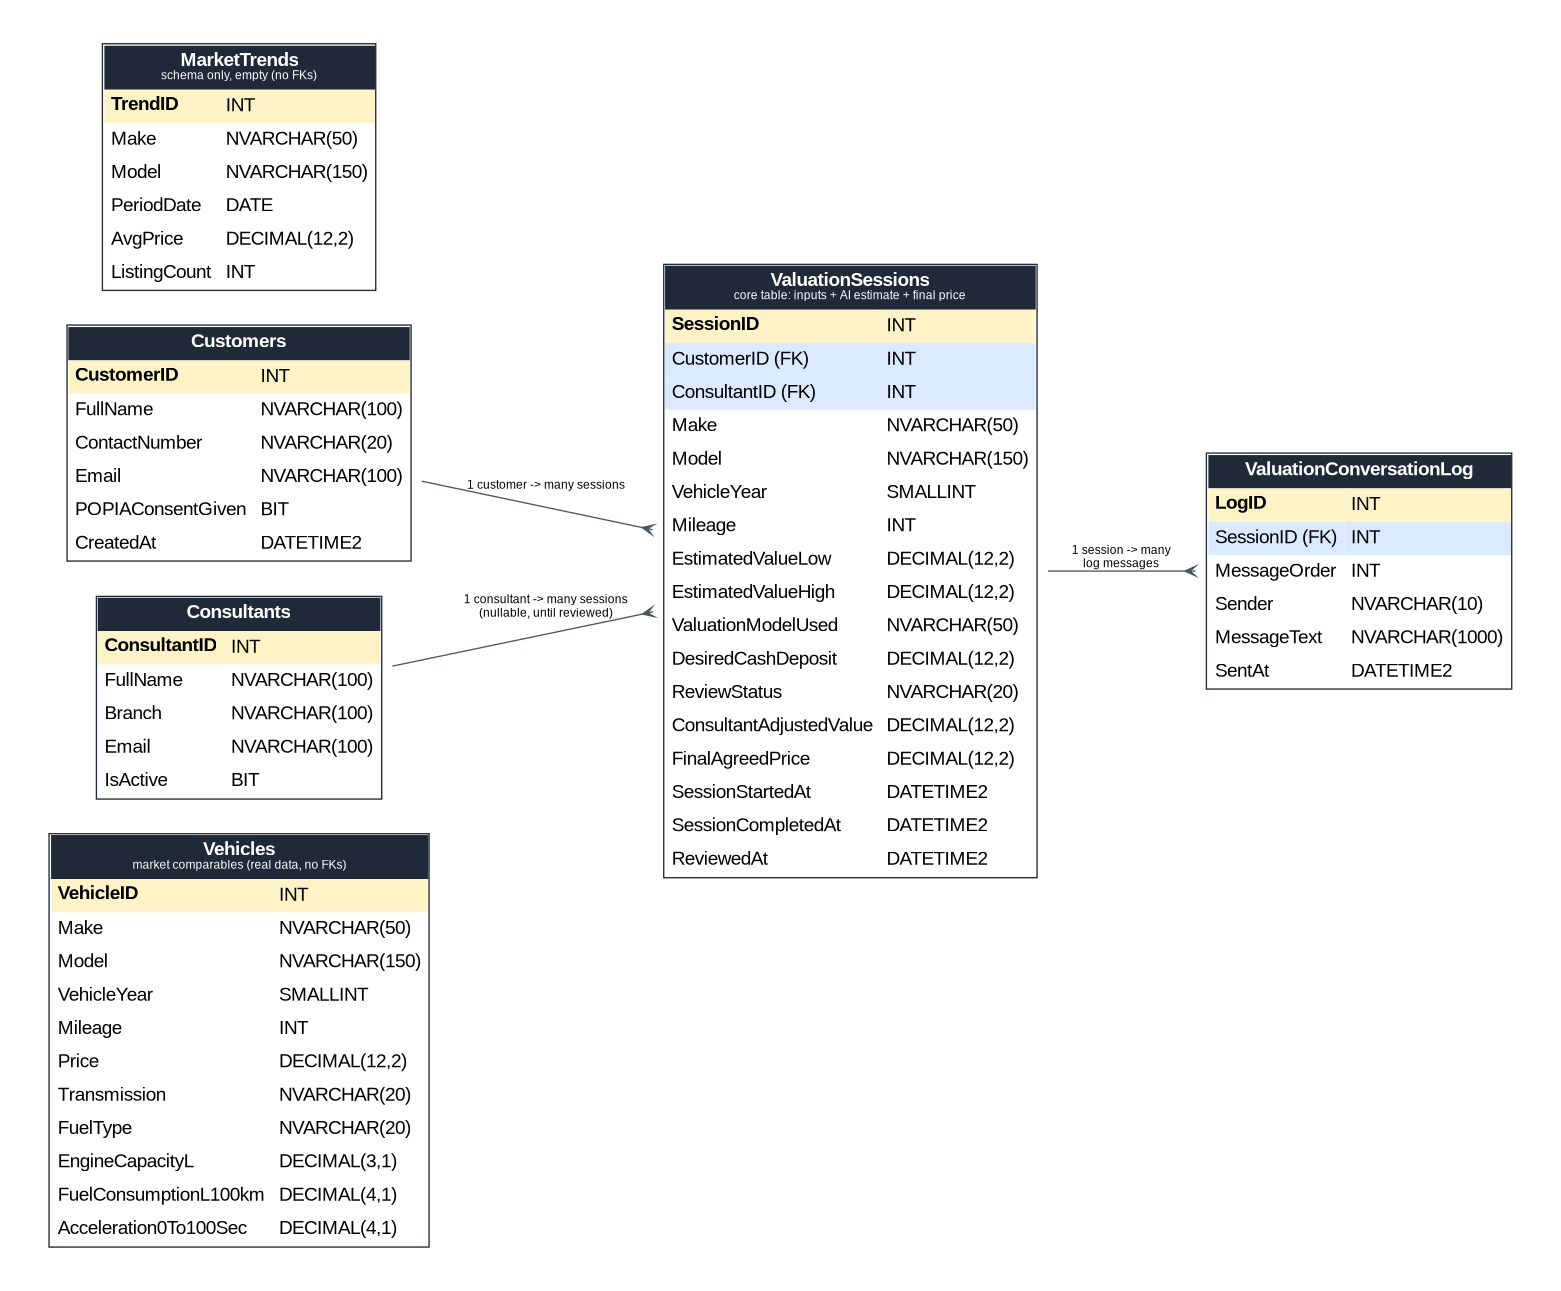 MarketTrends
schema only, empty (no FKs)
TrendID INT
Make NVARCHAR(50)
Model NVARCHAR(150)
PeriodDate DATE
AvgPrice DECIMAL(12,2)
ListingCount INT
Customers
CustomerID INT
FullName NVARCHAR(100)
ContactNumber NVARCHAR(20)
Email NVARCHAR(100)
POPIAConsentGiven BIT
CreatedAt DATETIME2
1 customer -> many sessions
Consultants
ConsultantID INT
FullName NVARCHAR(100)
Branch NVARCHAR(100)
Email NVARCHAR(100)
IsActive BIT
1 consultant -> many sessions
(nullable, until reviewed)
Vehicles
market comparables (real data, no FKs)
VehicleID INT
Make NVARCHAR(50)
Model NVARCHAR(150)
VehicleYear SMALLINT
Mileage INT
Price DECIMAL(12,2)
Transmission NVARCHAR(20)
FuelType NVARCHAR(20)
EngineCapacityL DECIMAL(3,1)
FuelConsumptionL100km DECIMAL(4,1)
Acceleration0To100Sec DECIMAL(4,1)
ValuationSessions
core table: inputs + AI estimate + final price
SessionID INT
CustomerID (FK) INT
ConsultantID (FK) INT
Make NVARCHAR(50)
Model NVARCHAR(150)
VehicleYear SMALLINT
Mileage INT
EstimatedValueLow DECIMAL(12,2)
EstimatedValueHigh DECIMAL(12,2)
ValuationModelUsed NVARCHAR(50)
DesiredCashDeposit DECIMAL(12,2)
ReviewStatus NVARCHAR(20)
ConsultantAdjustedValue DECIMAL(12,2)
FinalAgreedPrice DECIMAL(12,2)
SessionStartedAt DATETIME2
SessionCompletedAt DATETIME2
ReviewedAt DATETIME2
1 session -> many
log messages
ValuationConversationLog
LogID INT
SessionID (FK) INT
MessageOrder INT
Sender NVARCHAR(10)
MessageText NVARCHAR(1000)
SentAt DATETIME2